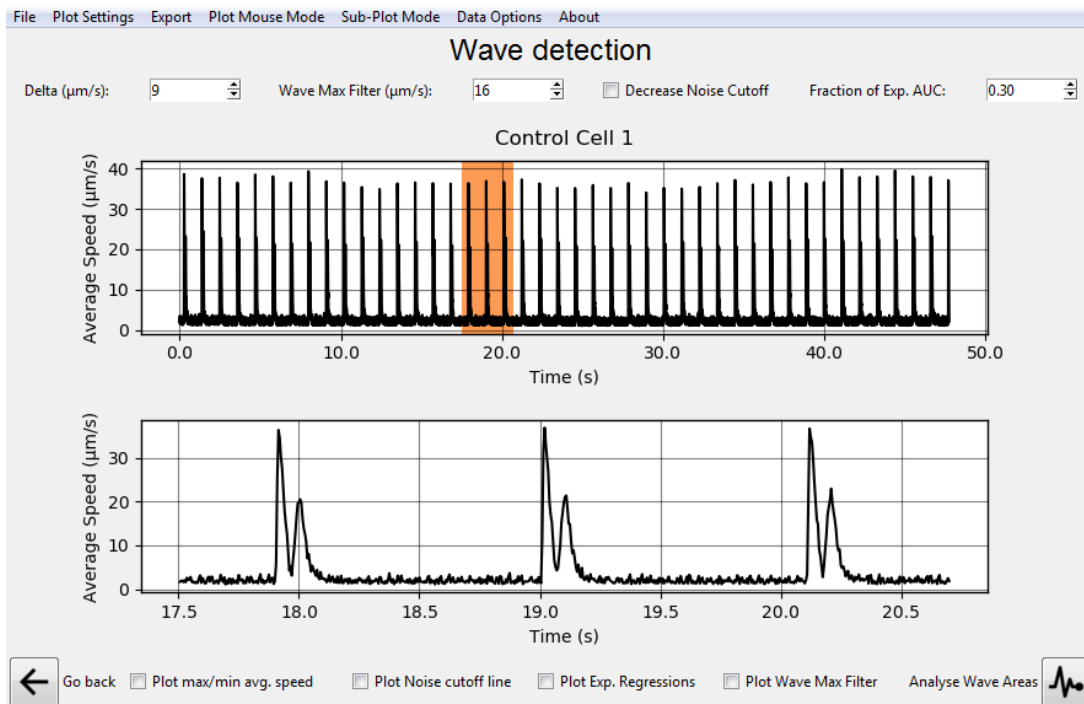 File Plot Settings Export Plot Mouse Mode Sub-Plot Mode Data Options About
Wave detection
Delta (µm/s): 9 Wave Max Filter (µm/s): 16 Decrease Noise Cutoff Fraction of Exp. AUC: 0.30
Control Cell 1
Average Speed (µm/s)
40
30
20
10
0
0.0 10.0 20.0 30.0 40.0 50.0
Time (s)
Average Speed (µm/s)
30
20
10
0
17.5 18.0 18.5 19.0 19.5 20.0 20.5
Time (s)
Go back Plot max/min avg. speed Plot Noise cutoff line Plot Exp. Regressions Plot Wave Max Filter Analyse Wave Areas